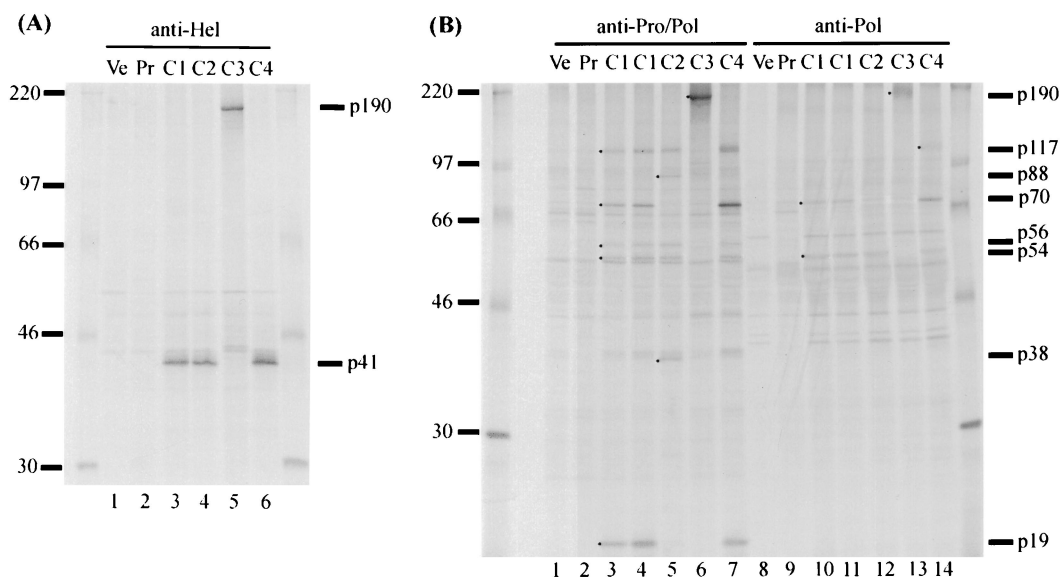 (A)
anti-Hel
Ve Pr C1 C2 C3 C4
220
97
66
46
30
p190
p41
1 2 3 4 5 6
(B)
anti-Pro/Pol anti-Pol
Ve Pr C1 C1 C2 C3 C4 Ve Pr C1 C1 C2 C3 C4
220
97
66
46
30
p190
p117
p88
p70
p56
p54
p38
p19
1 2 3 4 5 6 7 8 9 10 11 12 13 14